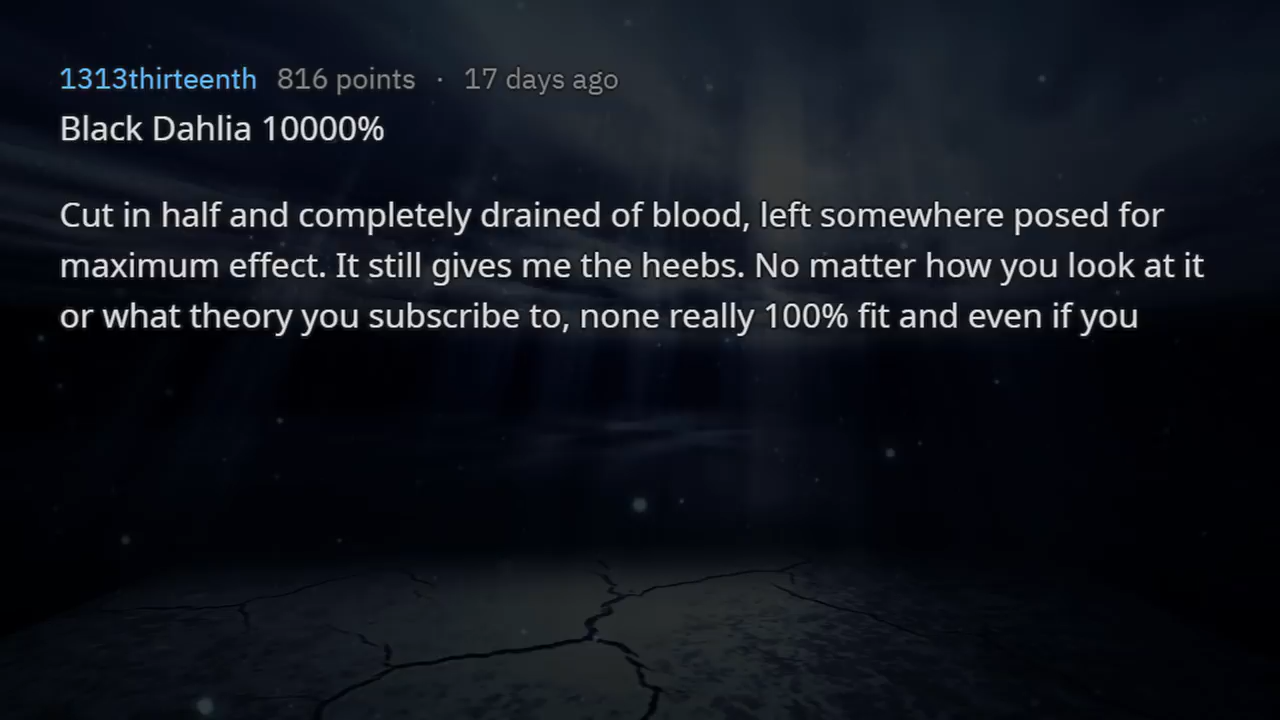 1313thirteenth 816 points · 17 days ago
Black Dahlia 10000%
Cut in half and completely drained of blood, left somewhere posed for
maximum effect. It still gives me the heebs. No matter how you look at it
or what theory you subscribe to, none really 100% fit and even if you